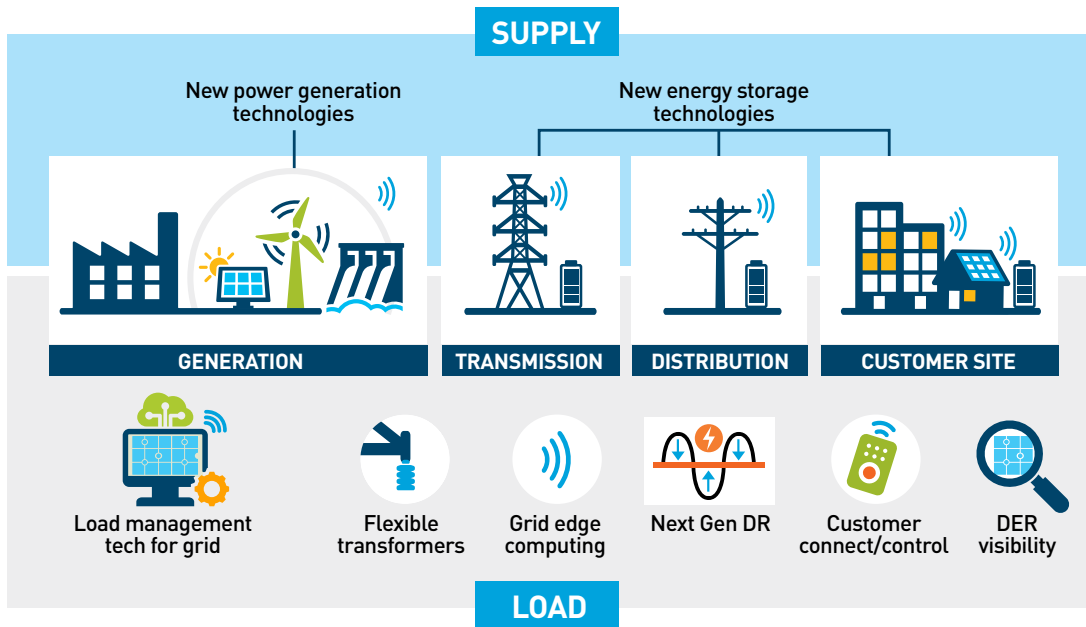 SUPPLY
New power generation
technologies
New energy storage
technologies
GENERATION
TRANSMISSION
DISTRIBUTION
CUSTOMER SITE
Load management
tech for grid
Flexible
transformers
Grid edge
computing
Next Gen DR
Customer
connect/control
DER
visibility
LOAD